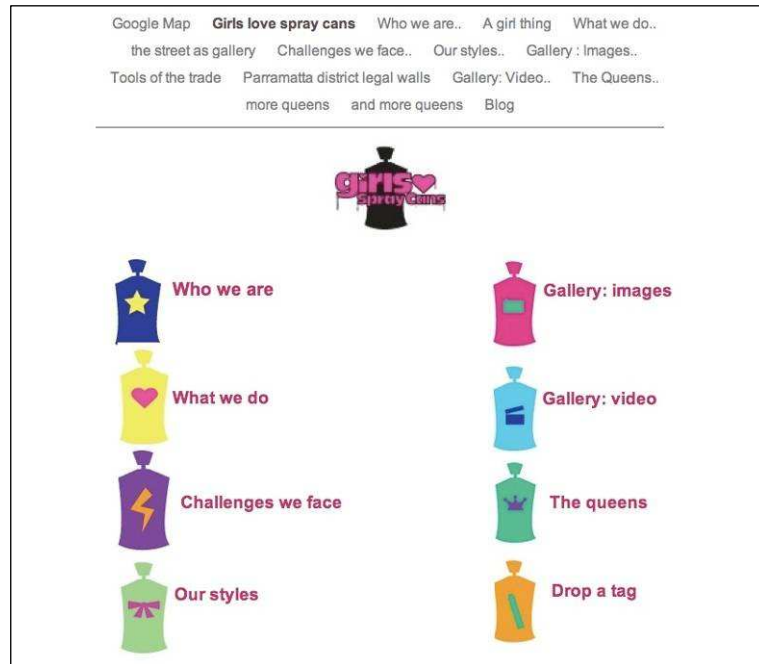 Google Map Girls love spray cans Who we are.. A girl thing What we do..
the street as gallery Challenges we face.. Our styles.. Gallery : Images..
Tools of the trade Parramatta district legal walls Gallery: Video.. The Queens..
more queens and more queens Blog
girls
spray cans
Who we are
Gallery: images
What we do
Gallery: video
Challenges we face
The queens
Our styles
Drop a tag